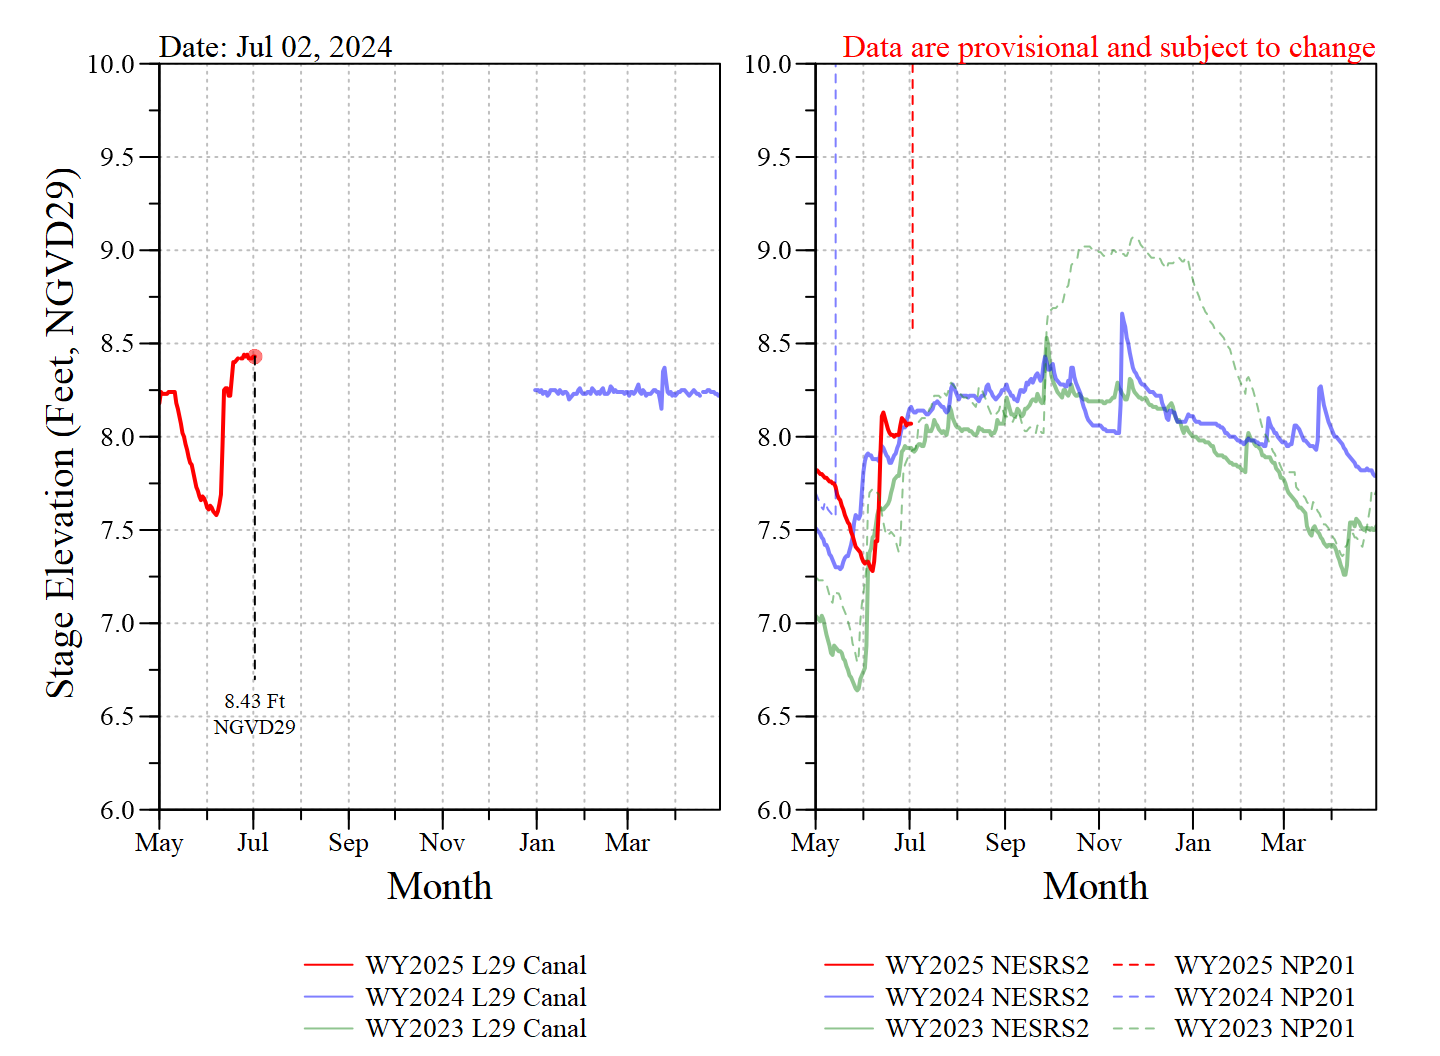 Date: Jul 02, 2024
Data are provisional and subject to change
Stage Elevation (Feet, NGVD29)
10.0
9.5
9.0
8.5
8.0
7.5
7.0
6.5
6.0
8.43 Ft
NGVD29
May Jul Sep Nov Jan Mar
Month
10.0
9.5
9.0
8.5
8.0
7.5
7.0
6.5
6.0
May Jul Sep Nov Jan Mar
Month
WY2025 L29 Canal
WY2024 L29 Canal
WY2023 L29 Canal
WY2025 NESRS2 WY2025 NP201
WY2024 NESRS2 WY2024 NP201
WY2023 NESRS2 WY2023 NP201